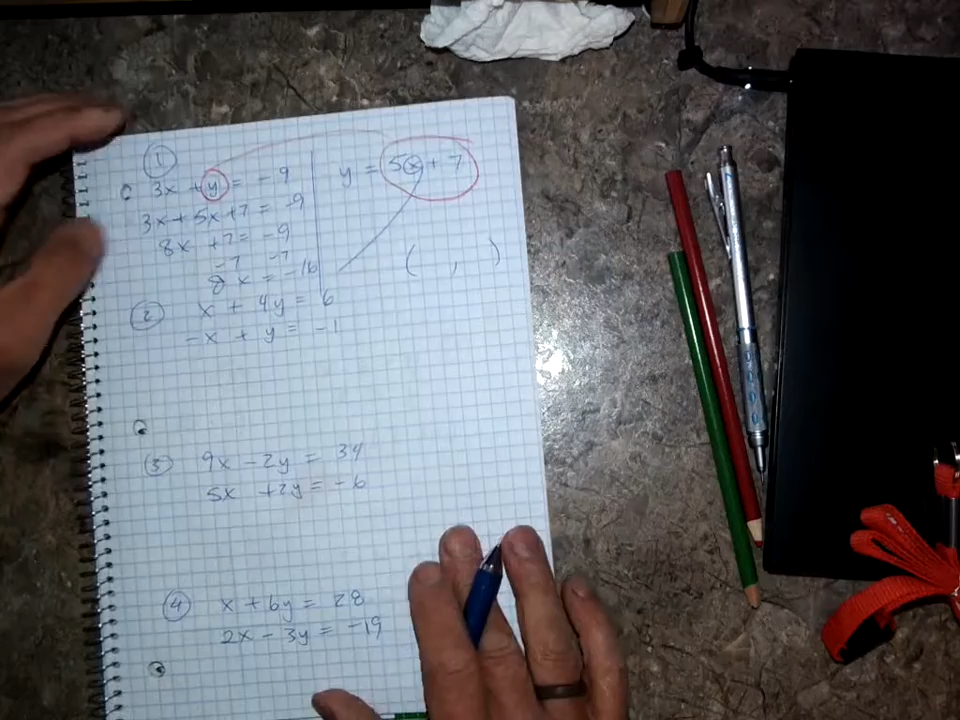 ① 3x + y = -9 y = 5x + 7
3x + 5x + 7 = -9
8x + 7 = -9
-7 -7
8x = -16 ( , )
② x + 4y = 6
-x + y = -1
③ 9x - 2y = 34
5x + 2y = -6
④ x + 6y = 28
2x - 3y = -19